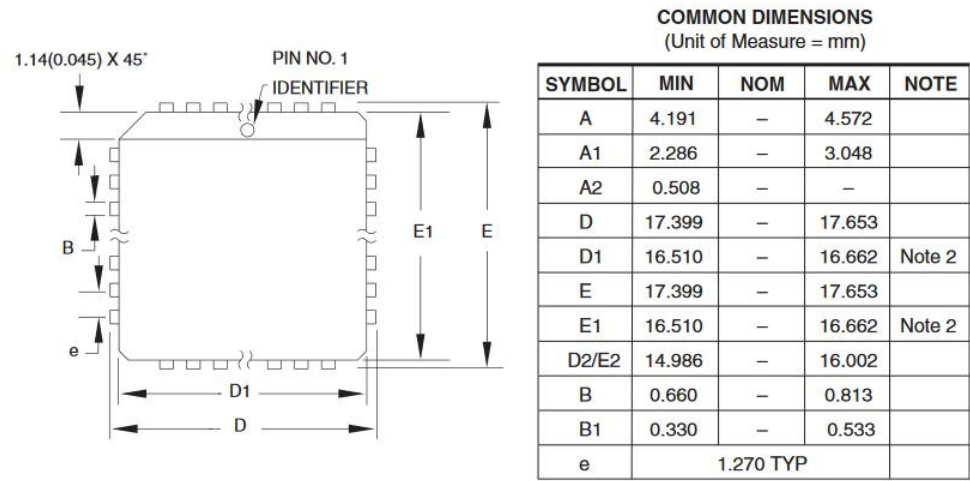 COMMON DIMENSIONS
(Unit of Measure = mm)
1.14(0.045) X 45˚
PIN NO. 1
IDENTIFIER
B
e
E1
E
D1
D
SYMBOL MIN NOM MAX NOTE
A 4.191 – 4.572
A1 2.286 – 3.048
A2 0.508 – –
D 17.399 – 17.653
D1 16.510 – 16.662 Note 2
E 17.399 – 17.653
E1 16.510 – 16.662 Note 2
D2/E2 14.986 – 16.002
B 0.660 – 0.813
B1 0.330 – 0.533
e 1.270 TYP